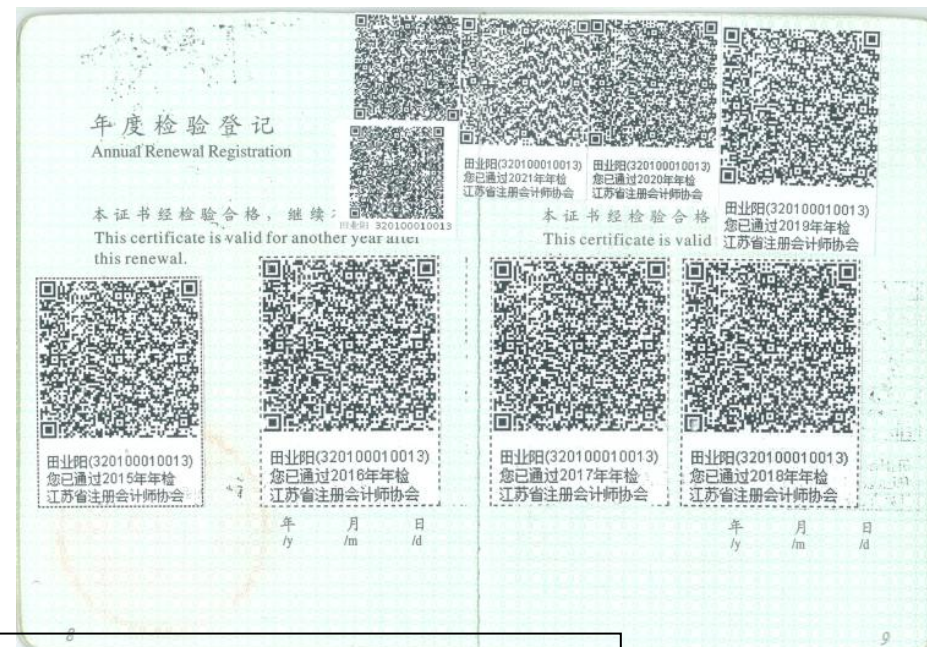 年度检验登记
Annual Renewal Registration
本证书经检验合格，继续
This certificate is valid for another year after
this renewal.
田业阳 320100010013
田业阳(320100010013)
您已通过2021年年检
江苏省注册会计师协会
田业阳(320100010013)
您已通过2020年年检
江苏省注册会计师协会
田业阳(320100010013)
您已通过2019年年检
江苏省注册会计师协会
本证书经检验合格
This certificate is valid
田业阳(320100010013)
您已通过2015年年检
江苏省注册会计师协会
田业阳(320100010013)
您已通过2016年年检
江苏省注册会计师协会
年 月 日
/y /m /d
田业阳(320100010013)
您已通过2017年年检
江苏省注册会计师协会
田业阳(320100010013)
您已通过2018年年检
江苏省注册会计师协会
年 月 日
/y /m /d
8
9